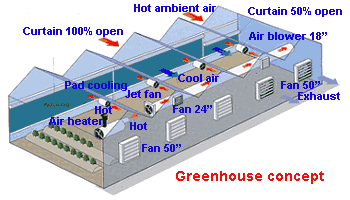 Hot ambient air
Curtain 50% open
Curtain 100% open
Air blower 18”
Pad cooling
Cool air
Jet fan
Fan 50”
Exhaust
Hot
Fan 24”
Air heater
Hot
Fan 50”
Greenhouse concept